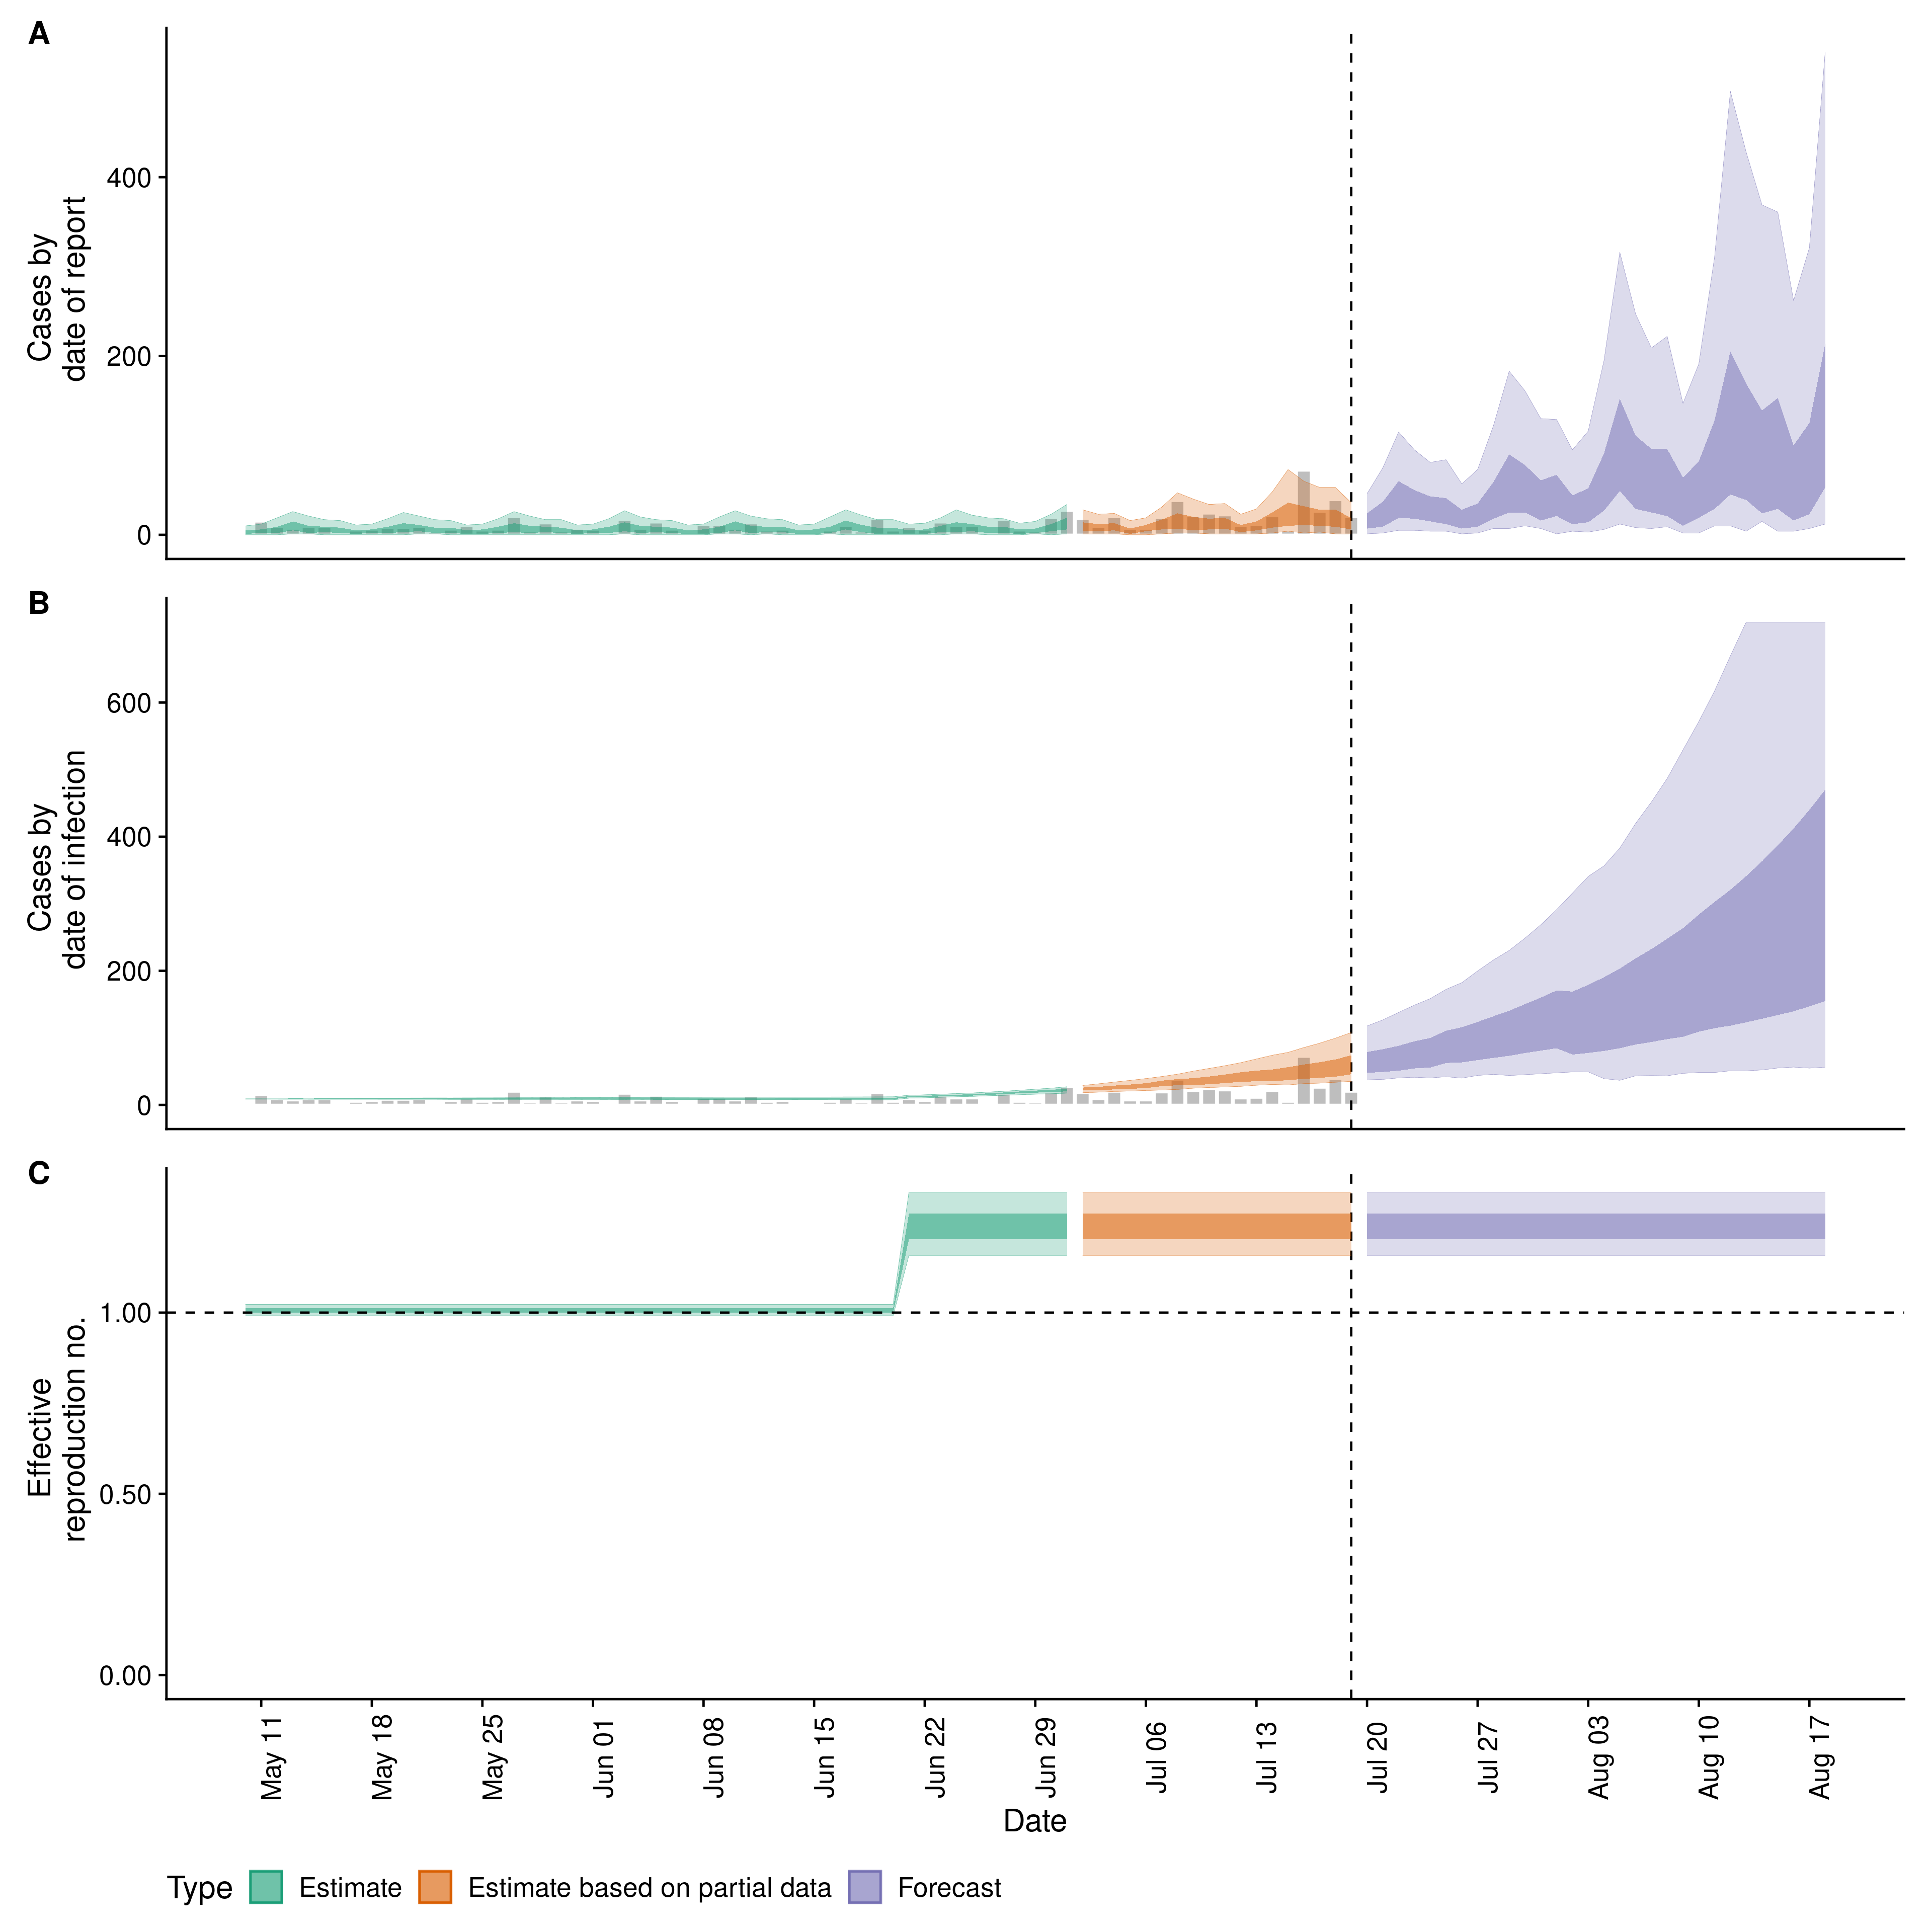 A
Cases by
date of report
400
200
0
B
Cases by
date of infection
600
400
200
0
C
Effective
reproduction no.
1.00
0.50
0.00
May 11
May 18
May 25
Jun 01
Jun 08
Jun 15
Jun 22
Jun 29
Jul 06
Jul 13
Jul 20
Jul 27
Aug 03
Aug 10
Aug 17
Date
Type Estimate Estimate based on partial data Forecast